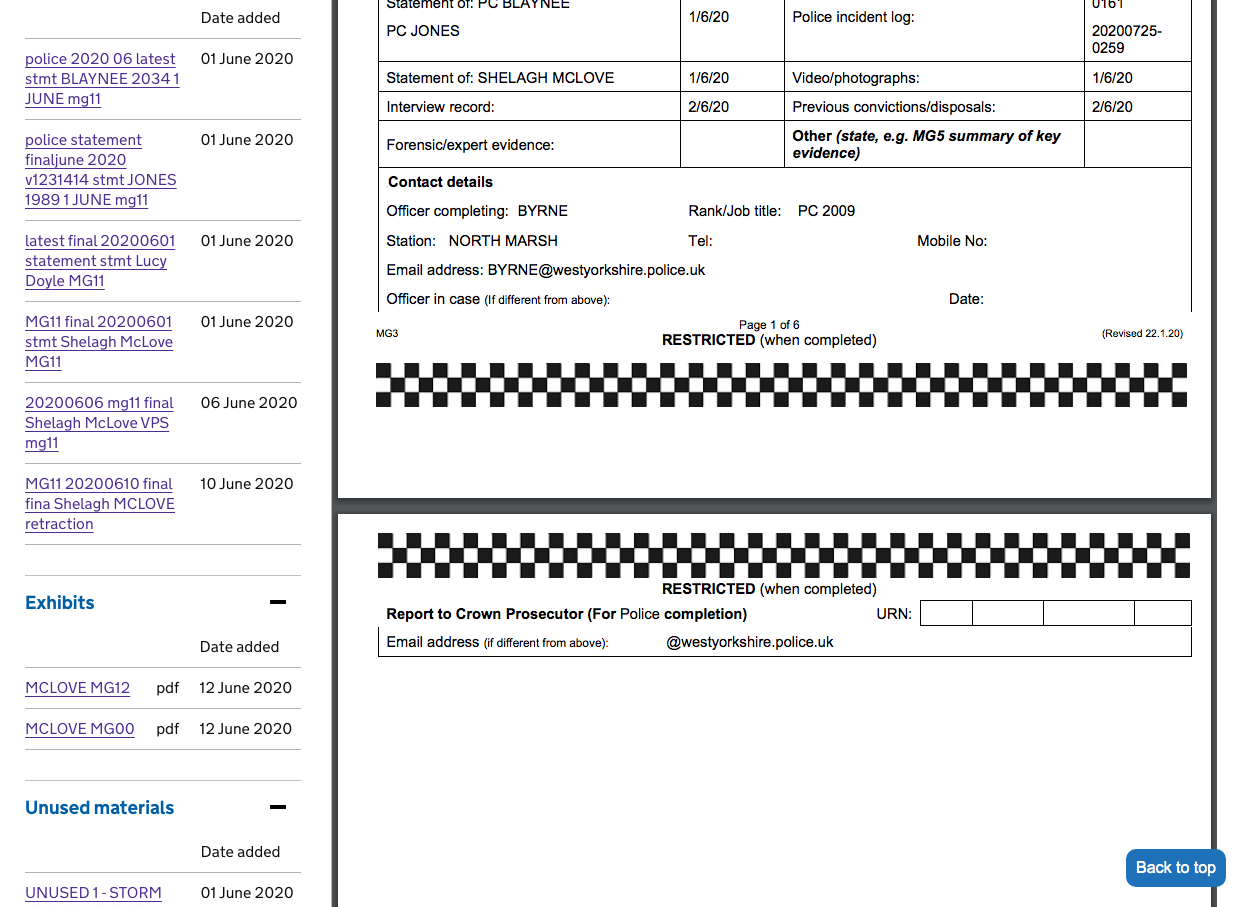 Date added
police 2020 06 latest 01 June 2020
stmt BLAYNEE 2034 1
JUNE mg11
police statement 01 June 2020
finaljune 2020
v1231414 stmt JONES
1989 1 JUNE mg11
latest final 20200601 01 June 2020
statement stmt Lucy
Doyle MG11
MG11 final 20200601 01 June 2020
stmt Shelagh McLove
MG11
20200606 mg11 final 06 June 2020
Shelagh McLove VPS
mg11
MG11 20200610 final 10 June 2020
fina Shelagh MCLOVE
retraction
Exhibits
Date added
MCLOVE MG12 pdf 12 June 2020
MCLOVE MG00 pdf 12 June 2020
Unused materials
Date added
UNUSED 1 - STORM 01 June 2020
Statement of: PC BLAYNEE
PC JONES
1/6/20
Police incident log:
0161
20200725-
0259
Statement of: SHELAGH MCLOVE 1/6/20 Video/photographs: 1/6/20
Interview record: 2/6/20 Previous convictions/disposals: 2/6/20
Forensic/expert evidence:
Other (state, e.g. MG5 summary of key
evidence)
Contact details
Officer completing: BYRNE Rank/Job title: PC 2009
Station: NORTH MARSH Tel: Mobile No:
Email address: BYRNE@westyorkshire.police.uk
Officer in case (If different from above): Date:
Page 1 of 6
MG3 RESTRICTED (when completed) (Revised 22.1.20)
RESTRICTED (when completed)
Report to Crown Prosecutor (For Police completion) URN:
Email address (if different from above): @westyorkshire.police.uk
Back to top